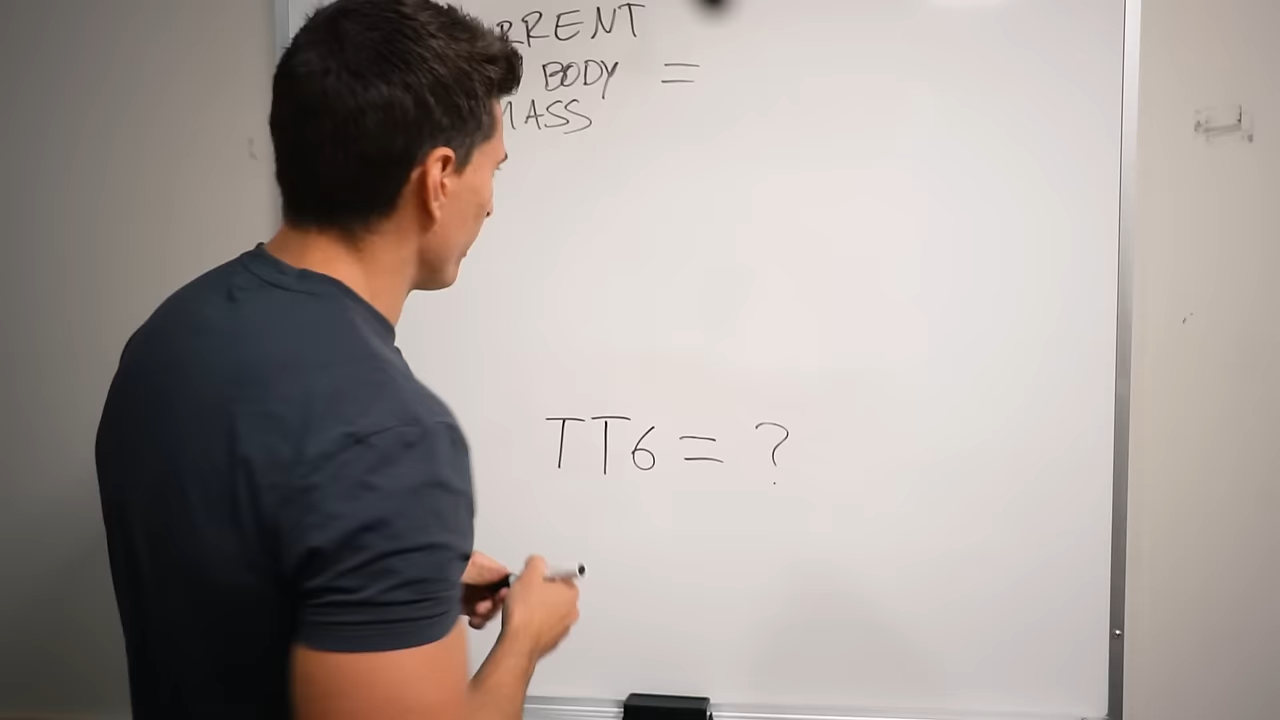 RRENT
BODY =
MASS
TT6 = ?